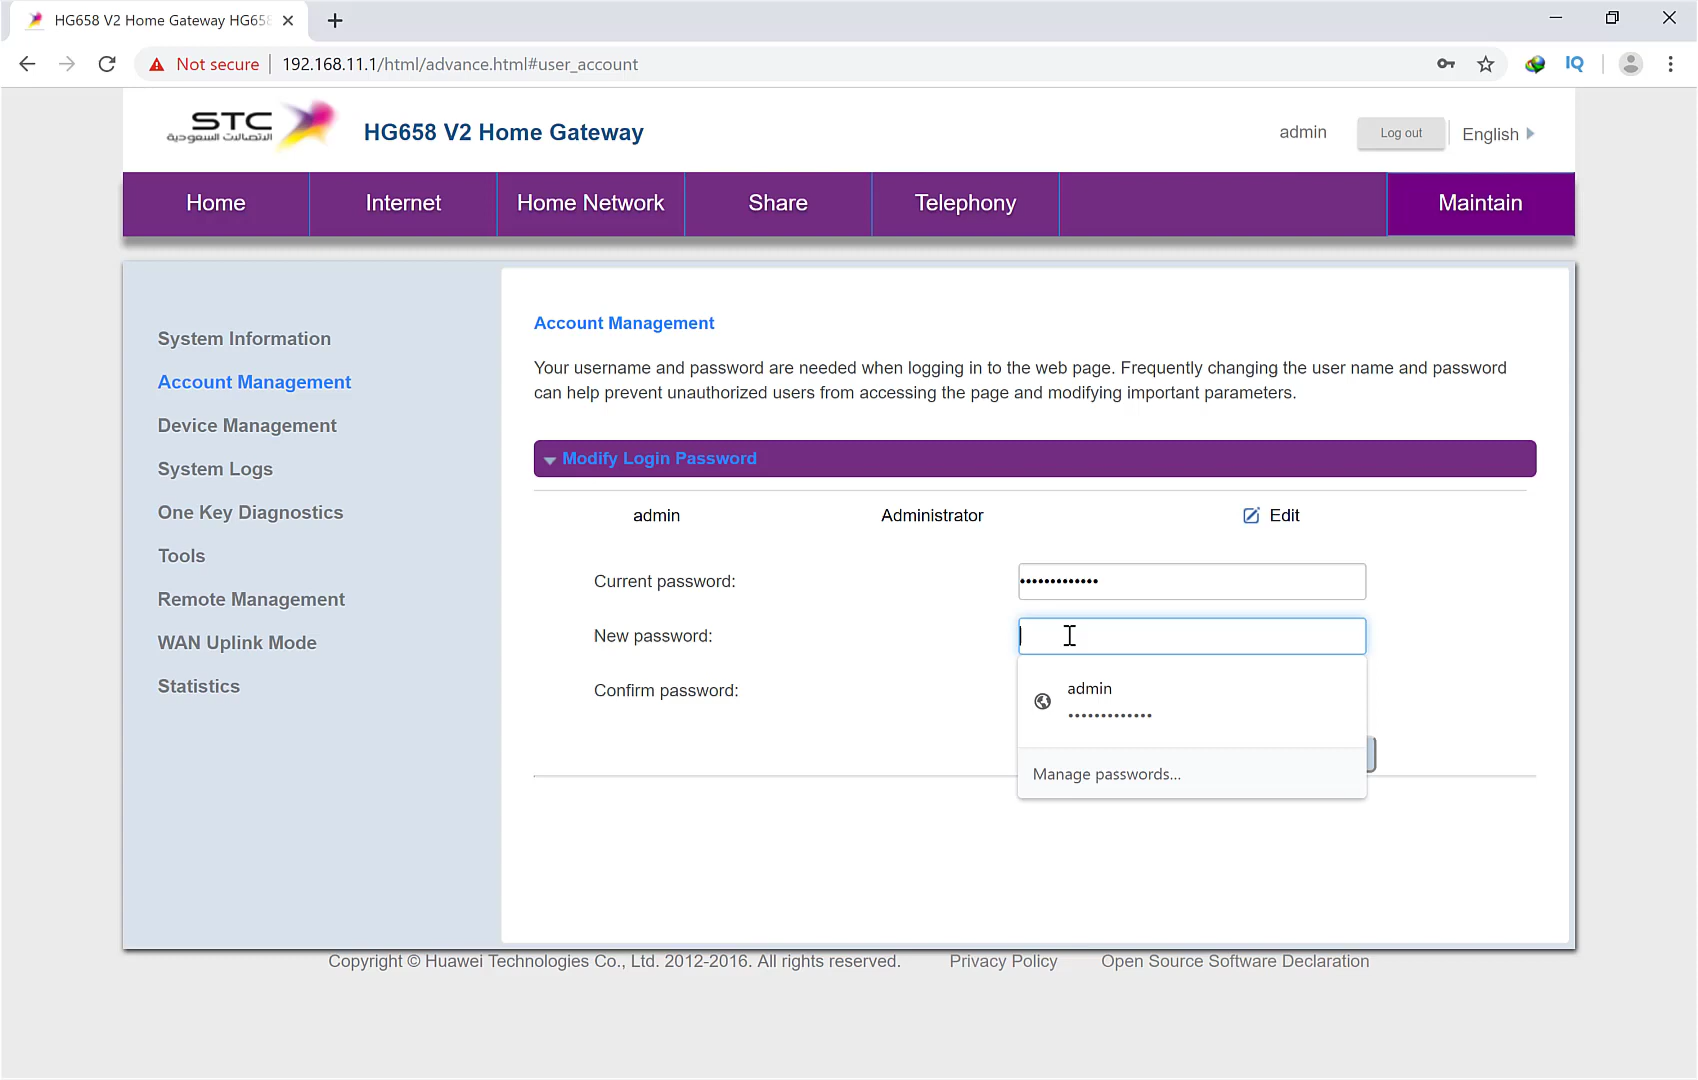 HG658 V2 Home Gateway HG658
Not secure
192.168.11.1/html/advance.html#user_account
IQ
STC
الاتصالات السعودية
HG658 V2 Home Gateway
admin
Log out
English
Home
Internet
Home Network
Share
Telephony
Maintain
System Information
Account Management
Device Management
System Logs
One Key Diagnostics
Tools
Remote Management
WAN Uplink Mode
Statistics
Account Management
Your username and password are needed when logging in to the web page. Frequently changing the user name and password
can help prevent unauthorized users from accessing the page and modifying important parameters.
Modify Login Password
admin
Administrator
Edit
Current password:
•••••••••••••
New password:
Confirm password:
admin
•••••••••••••
Manage passwords...
Copyright © Huawei Technologies Co., Ltd. 2012-2016. All rights reserved.
Privacy Policy
Open Source Software Declaration